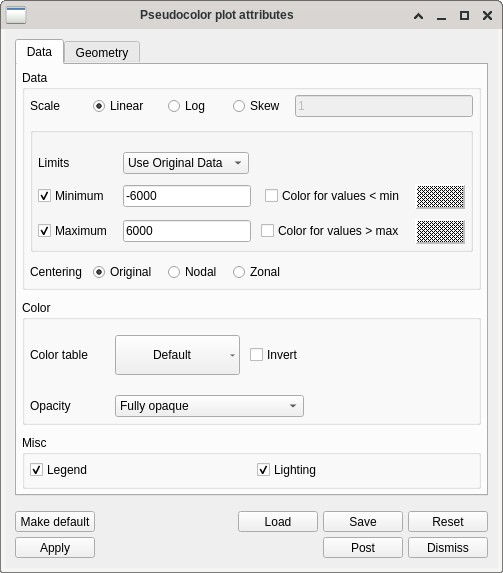 Pseudocolor plot attributes
Data Geometry
Data
Scale Linear Log Skew 1
Limits Use Original Data
Minimum -6000 Color for values < min
Maximum 6000 Color for values > max
Centering Original Nodal Zonal
Color
Color table Default Invert
Opacity Fully opaque
Misc
Legend Lighting
Make default Load Save Reset
Apply Post Dismiss